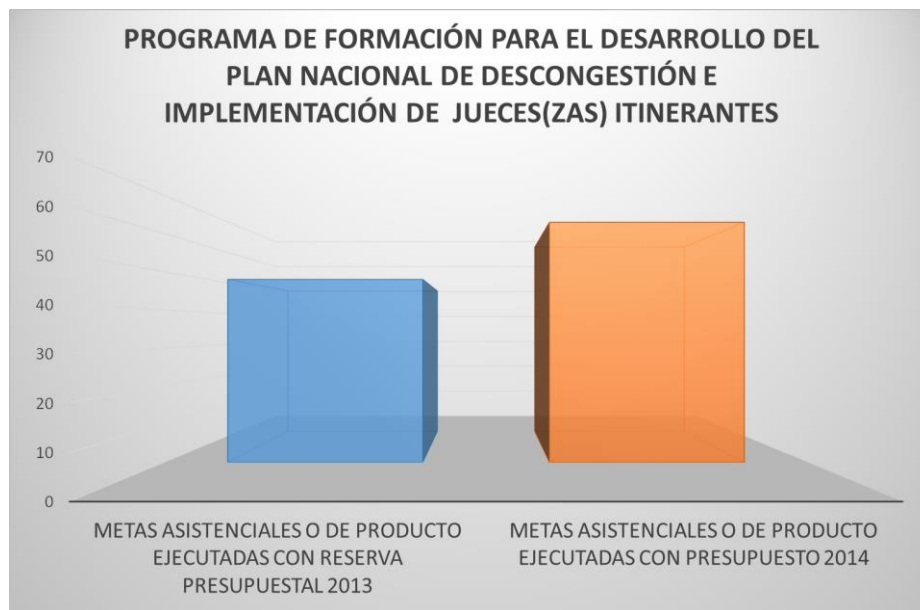 PROGRAMA DE FORMACIÓN PARA EL DESARROLLO DEL
PLAN NACIONAL DE DESCONGESTIÓN E
IMPLEMENTACIÓN DE JUECES(ZAS) ITINERANTES
70
60
50
40
30
20
10
0
METAS ASISTENCIALES O DE PRODUCTO
EJECUTADAS CON RESERVA
PRESUPUESTAL 2013
METAS ASISTENCIALES O DE PRODUCTO
EJECUTADAS CON PRESUPUESTO 2014